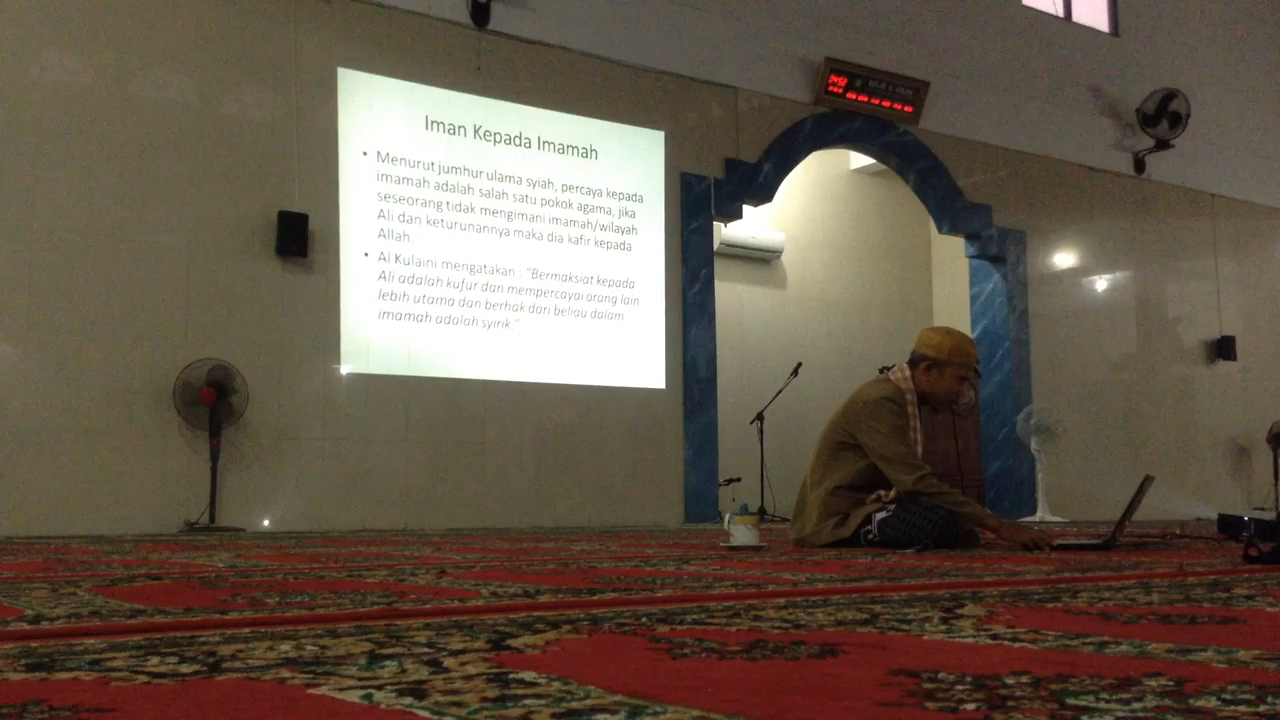 Iman Kepada Imamah
• Menurut jumhur ulama syiah, percaya kepada
imamah adalah salah satu pokok agama, jika
seseorang tidak mengimani imamah/wilayah
Ali dan keturunannya maka dia kafir kepada
Allah.
• Al Kulaini mengatakan : “Bermaksiat kepada
Ali adalah kufur dan mempercayai orang lain
lebih utama dan berhak dari beliau dalam
imamah adalah syirik.”